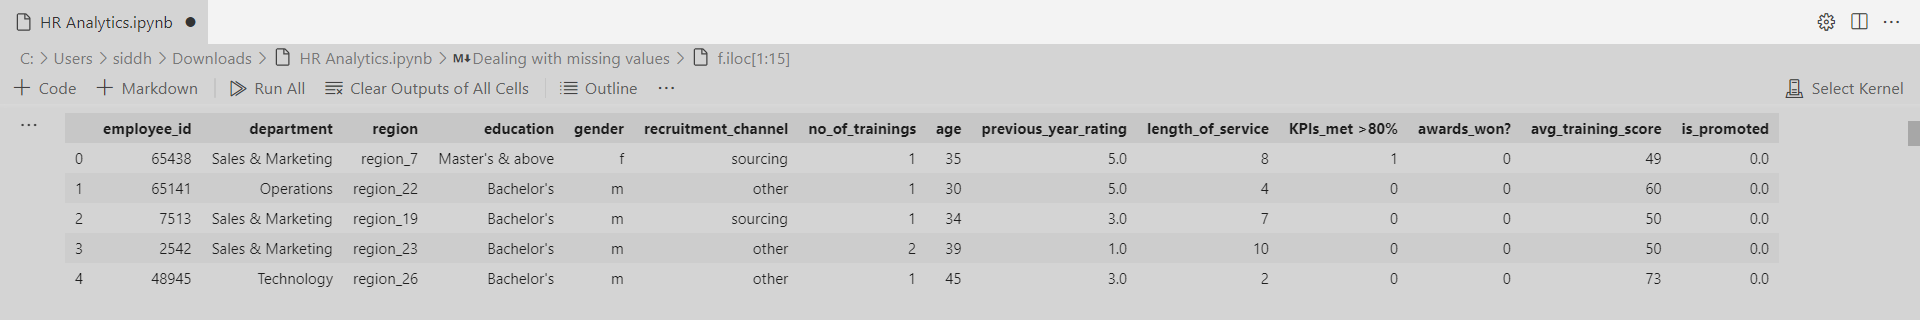 HR Analytics.ipynb
C: > Users > siddh > Downloads > HR Analytics.ipynb > M↓Dealing with missing values > f.iloc[1:15]
+ Code + Markdown Run All Clear Outputs of All Cells Outline ... Select Kernel
employee_id department region education gender recruitment_channel no_of_trainings age previous_year_rating length_of_service KPIs_met >80% awards_won? avg_training_score is_promoted
0 65438 Sales & Marketing region_7 Master's & above f sourcing 1 35 5.0 8 1 0 49 0.0
1 65141 Operations region_22 Bachelor's m other 1 30 5.0 4 0 0 60 0.0
2 7513 Sales & Marketing region_19 Bachelor's m sourcing 1 34 3.0 7 0 0 50 0.0
3 2542 Sales & Marketing region_23 Bachelor's m other 2 39 1.0 10 0 0 50 0.0
4 48945 Technology region_26 Bachelor's m other 1 45 3.0 2 0 0 73 0.0